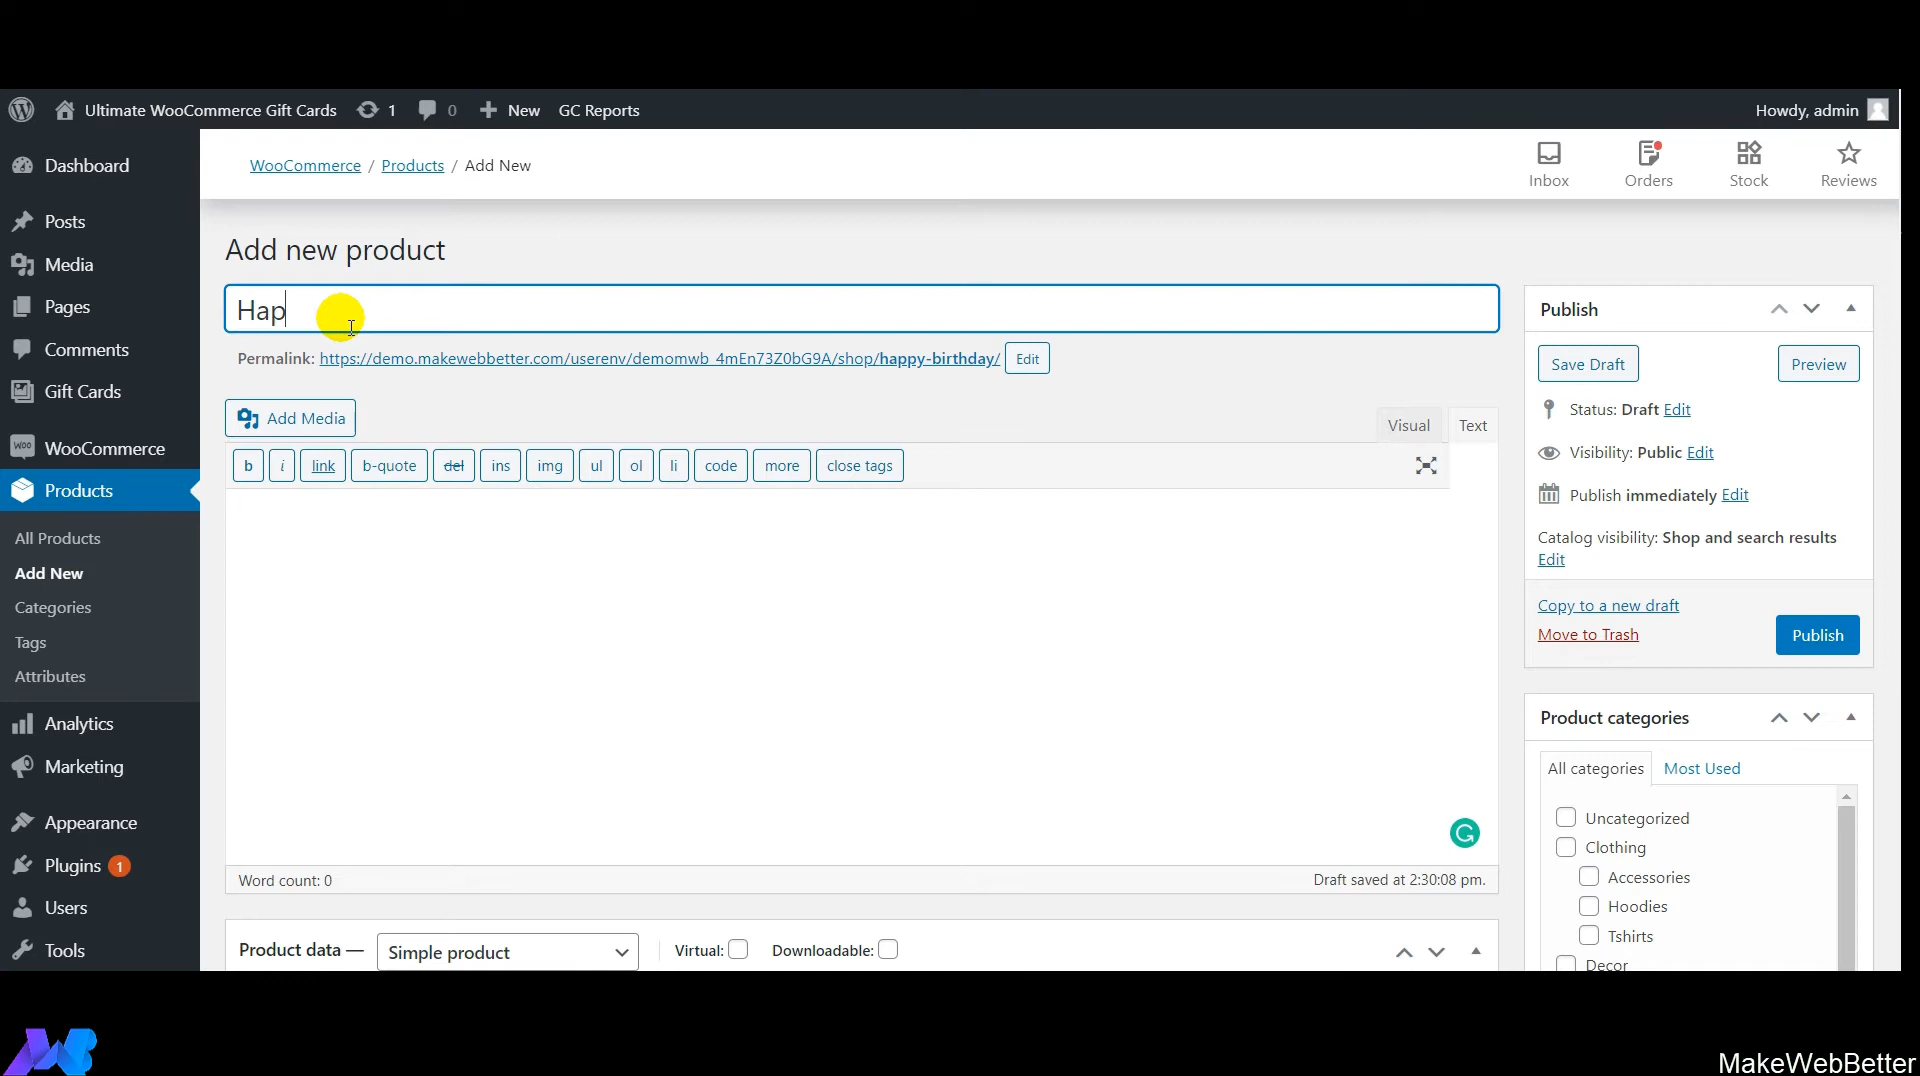 Ultimate WooCommerce Gift Cards 1 0 New GC Reports Howdy, admin
Dashboard
Posts
Media
Pages
Comments
Gift Cards
WooCommerce
Products
All Products
Add New
Categories
Tags
Attributes
Analytics
Marketing
Appearance
Plugins 1
Users
Tools
WooCommerce / Products / Add New
Inbox Orders Stock Reviews
Add new product
Hap
Permalink: https://demo.makewebbetter.com/userenv/demomwb_4mEn73Z0bG9A/shop/happy-birthday/ Edit
Add Media
Visual Text
b i link b-quote del ins img ul ol li code more close tags
Word count: 0 Draft saved at 2:30:08 pm.
Product data — Simple product Virtual: Downloadable:
Publish
Save Draft Preview
Status: Draft Edit
Visibility: Public Edit
Publish immediately Edit
Catalog visibility: Shop and search results
Edit
Copy to a new draft
Move to Trash Publish
Product categories
All categories Most Used
Uncategorized
Clothing
Accessories
Hoodies
Tshirts
Decor
MakeWebBetter